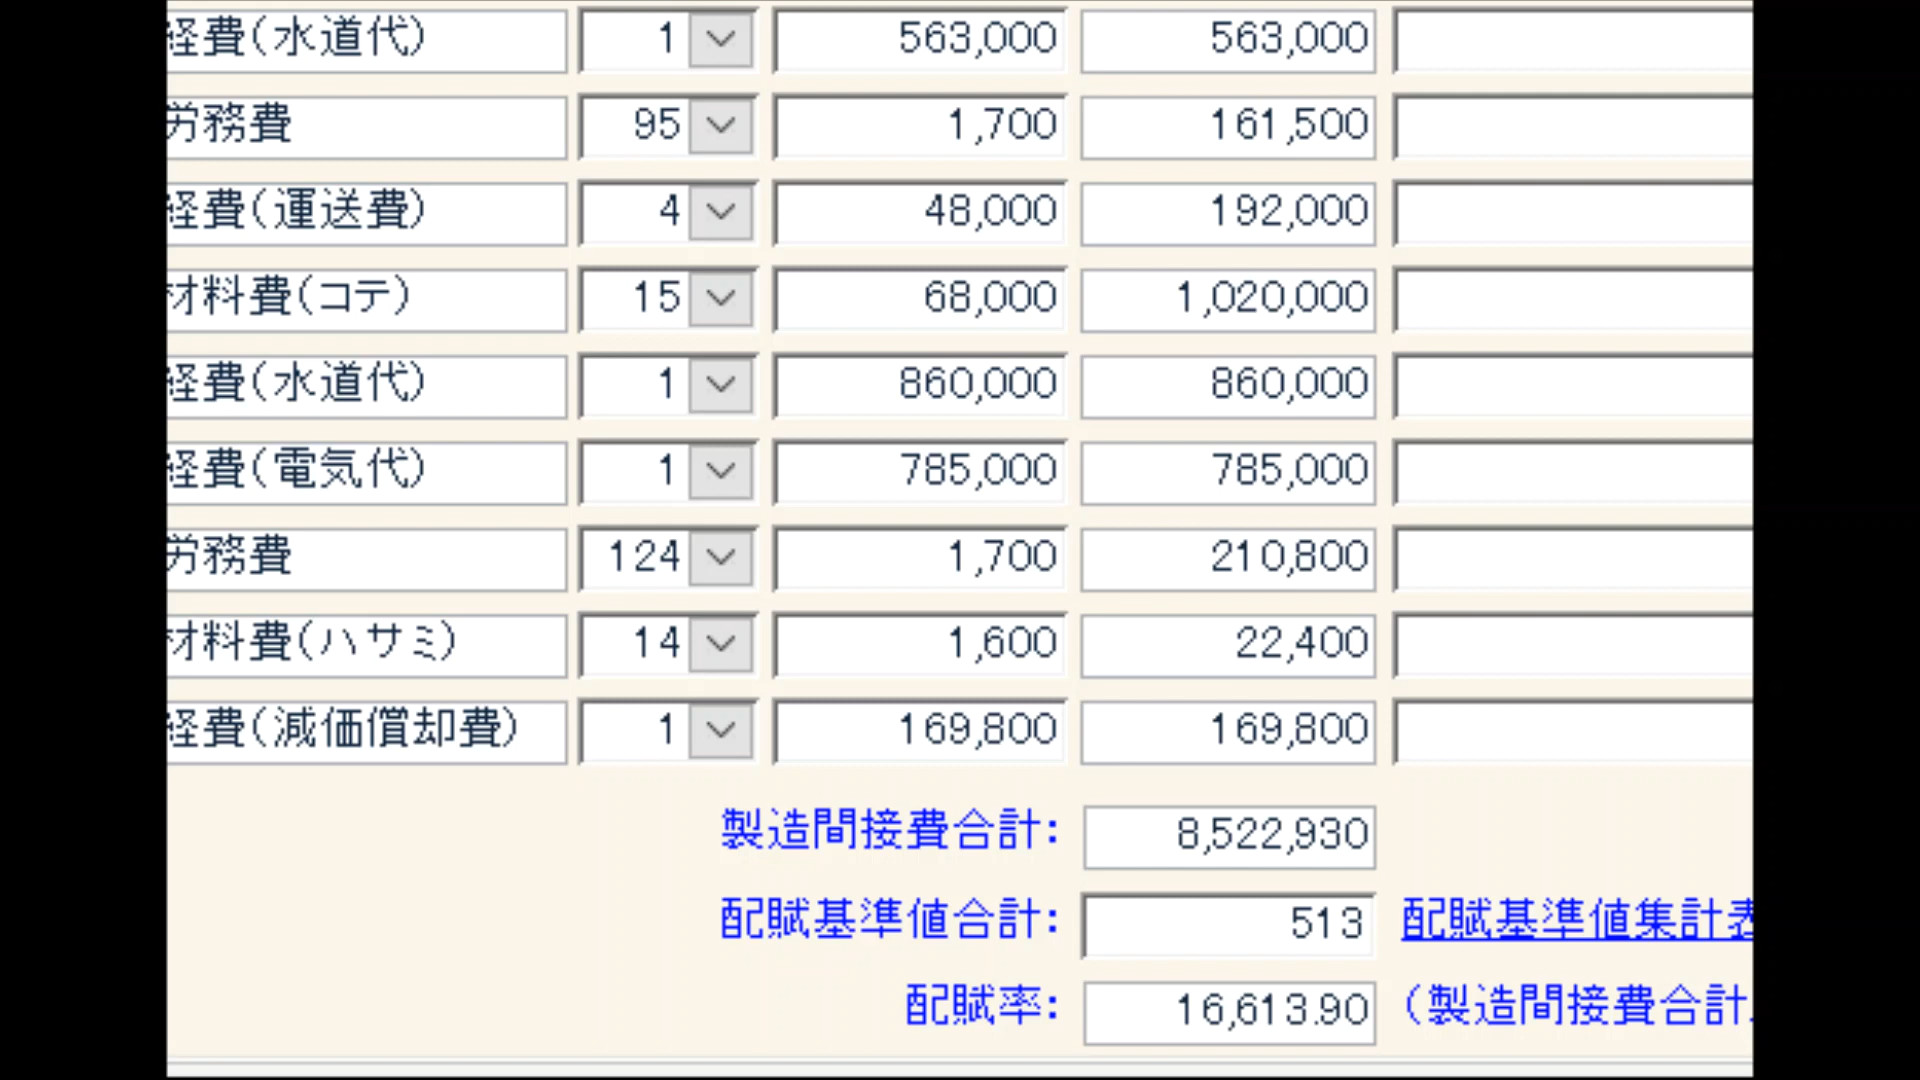 経費(水道代) 1 563,000 563,000
労務費 95 1,700 161,500
経費(運送費) 4 48,000 192,000
材料費(コテ) 15 68,000 1,020,000
経費(水道代) 1 860,000 860,000
経費(電気代) 1 785,000 785,000
労務費 124 1,700 210,800
材料費(ハサミ) 14 1,600 22,400
経費(減価償却費) 1 169,800 169,800
製造間接費合計: 8,522,930
配賦基準値合計: 513 配賦基準値集計表
配賦率: 16,613.90 (製造間接費合計